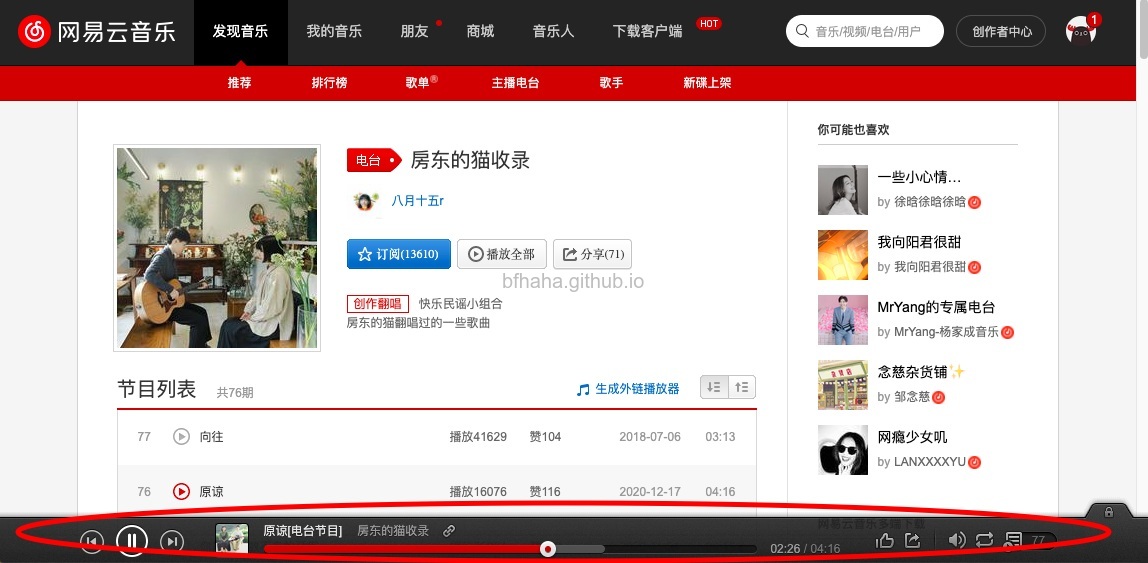 网易云音乐
发现音乐 我的音乐 朋友 商城 音乐人 下载客户端 HOT
音乐/视频/电台/用户
创作者中心
1
推荐 排行榜 歌单® 主播电台 歌手 新碟上架
电台 房东的猫收录
八月十五r
订阅(13610) 播放全部 分享(71)
bfhaha.github.io
创作翻唱 快乐民谣小组合
房东的猫翻唱过的一些歌曲
节目列表 共76期 生成外链播放器
77 向往 播放41629 赞104 2018-07-06 03:13
76 原谅 播放16076 赞116 2020-12-17 04:16
你可能也喜欢
一些小心情…
by 徐晗徐晗徐晗
我向阳君很甜
by 我向阳君很甜
MrYang的专属电台
by MrYang-杨家成音乐
念慈杂货铺✨
by 邹念慈
网瘾少女叽
by LANXXXXYU
网易云音乐多端下载
原谅[电台节目] 房东的猫收录
02:26 / 04:16
77